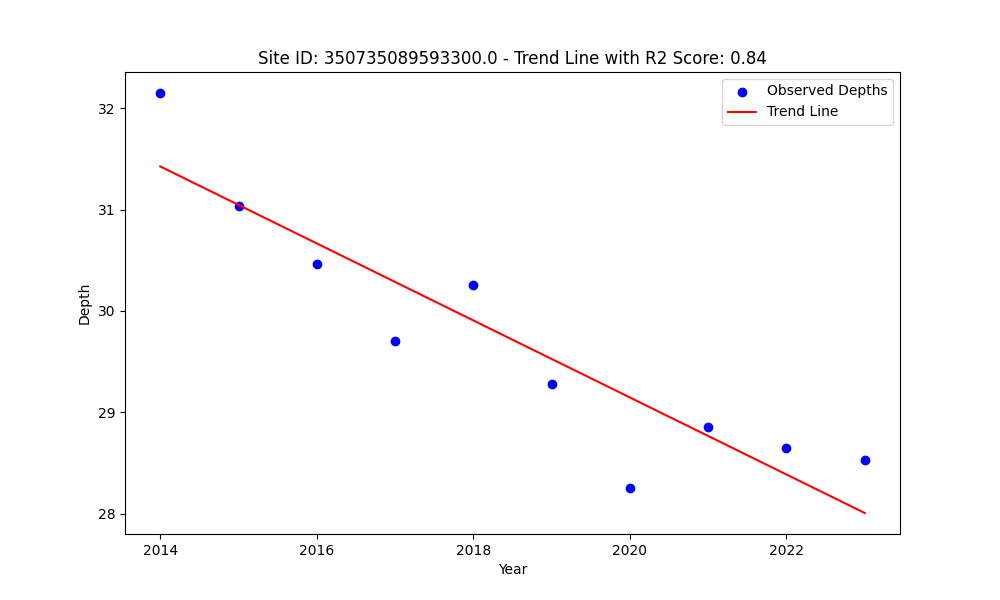 Site ID: 350735089593300.0 - Trend Line with R2 Score: 0.84
Observed Depths
Trend Line
32
31
30
29
28
Depth
2014
2016
2018
2020
2022
Year